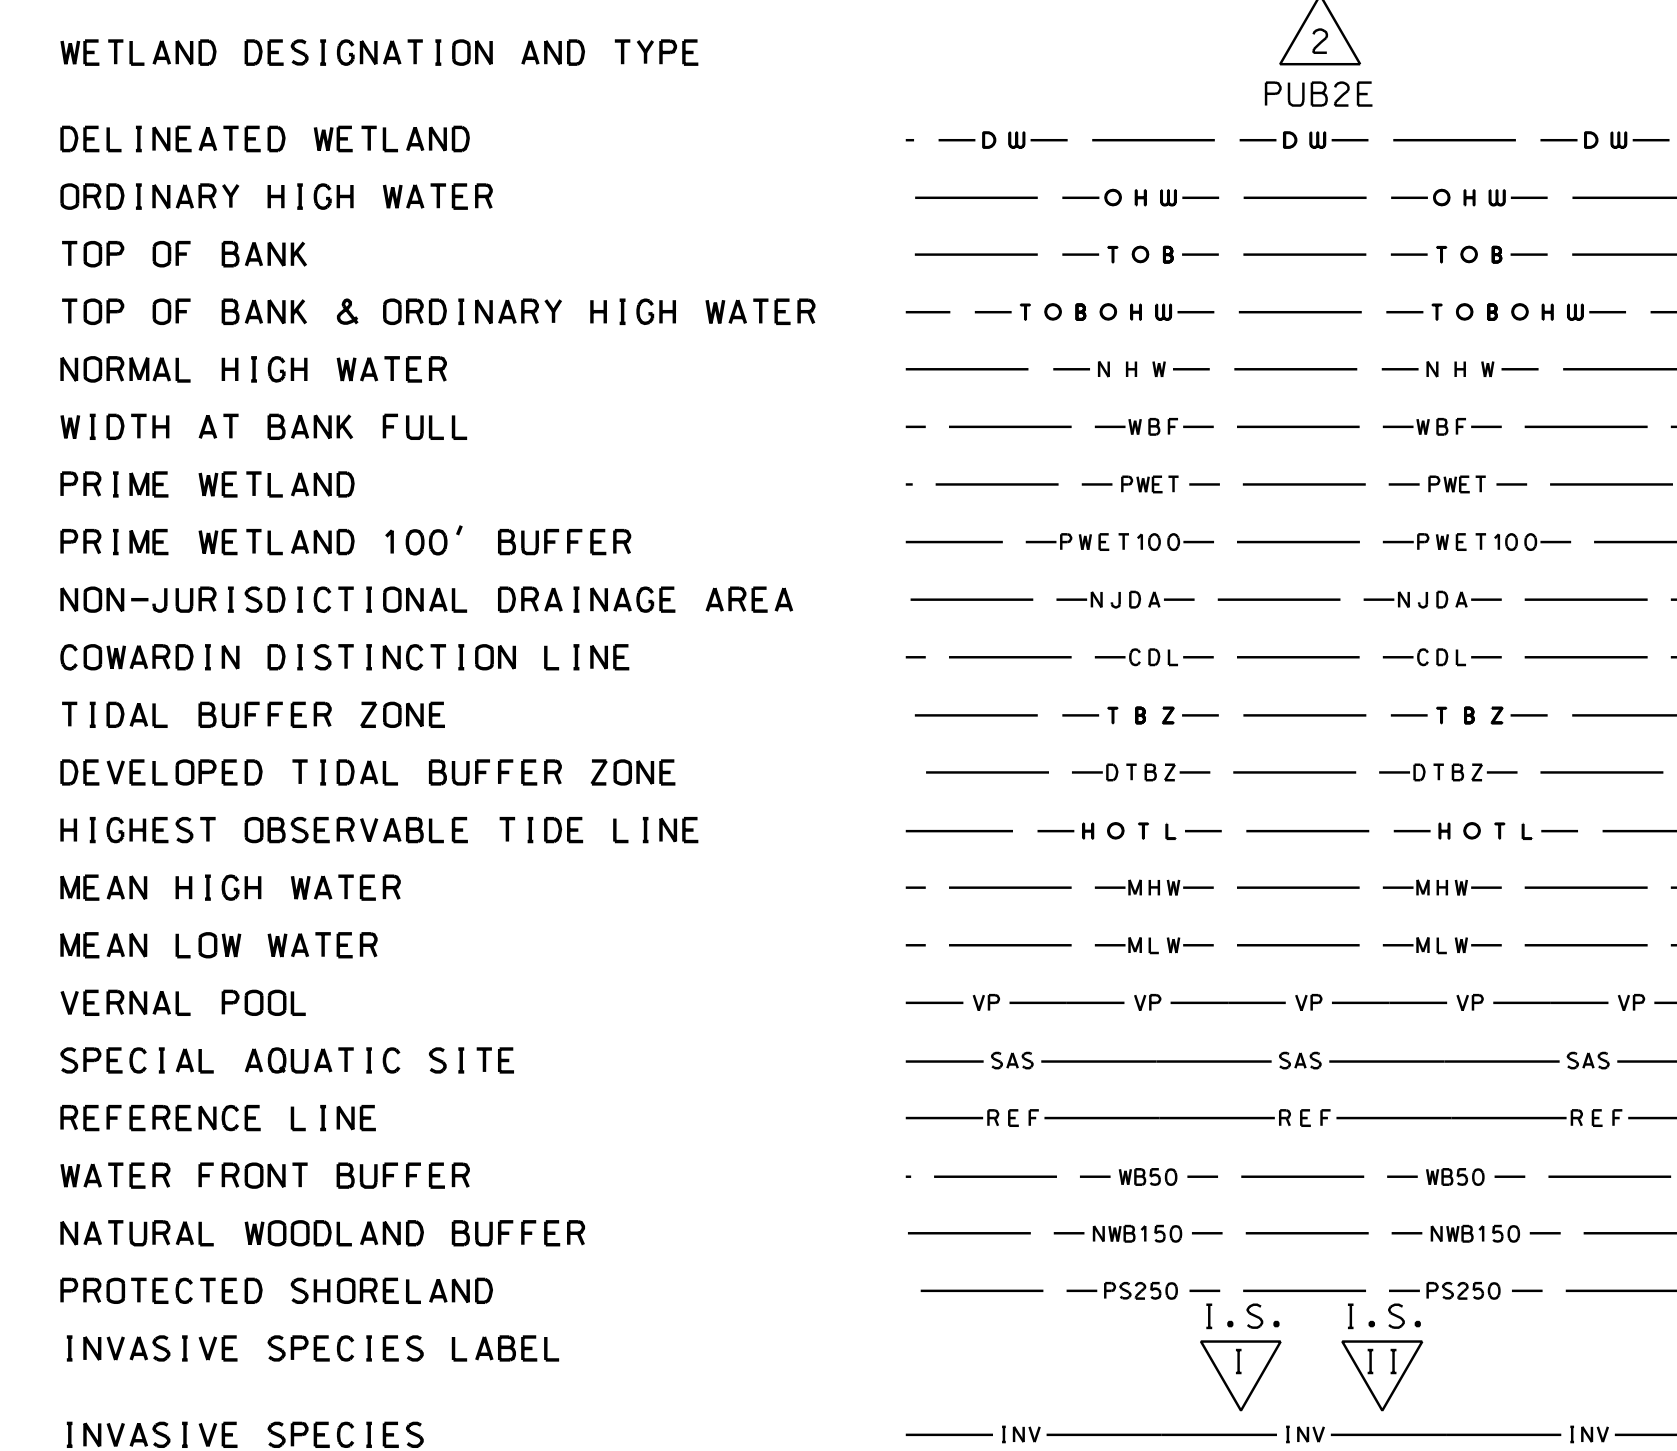 WETLAND DESIGNATION AND TYPE 2
PUB2E
DELINEATED WETLAND DW DW DW
ORDINARY HIGH WATER OHW OHW
TOP OF BANK TOB TOB
TOP OF BANK & ORDINARY HIGH WATER TOBOHW TOBOHW
NORMAL HIGH WATER NHW NHW
WIDTH AT BANK FULL WBF WBF
PRIME WETLAND PWET PWET
PRIME WETLAND 100' BUFFER PWET100 PWET100
NON-JURISDICTIONAL DRAINAGE AREA NJDA NJDA
COWARDIN DISTINCTION LINE CDL CDL
TIDAL BUFFER ZONE TBZ TBZ
DEVELOPED TIDAL BUFFER ZONE DTBZ DTBZ
HIGHEST OBSERVABLE TIDE LINE HOTL HOTL
MEAN HIGH WATER MHW MHW
MEAN LOW WATER MLW MLW
VERNAL POOL VP VP VP VP VP
SPECIAL AQUATIC SITE SAS SAS SAS
REFERENCE LINE REF REF REF
WATER FRONT BUFFER WB50 WB50
NATURAL WOODLAND BUFFER NWB150 NWB150
PROTECTED SHORELAND PS250 PS250
I.S. I.S.
INVASIVE SPECIES LABEL I II
INVASIVE SPECIES INV INV INV